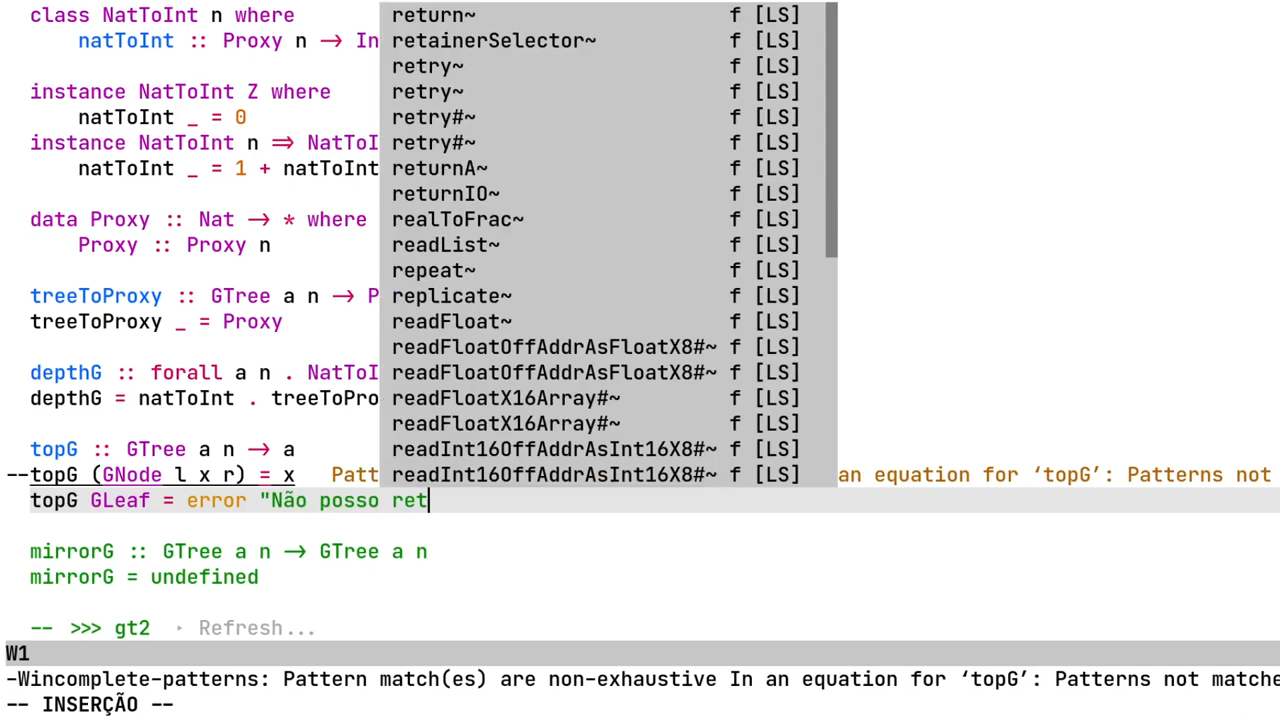 class NatToInt n where
natToInt :: Proxy n -> In
instance NatToInt Z where
natToInt _ = 0
instance NatToInt n => NatToI
natToInt _ = 1 + natToInt
data Proxy :: Nat -> * where
Proxy :: Proxy n
treeToProxy :: GTree a n -> P
treeToProxy _ = Proxy
depthG :: forall a n . NatToI
depthG = natToInt . treeToPro
topG :: GTree a n -> a
--topG (GNode l x r) = x Patt
an equation for ‘topG’: Patterns not
topG GLeaf = error "Não posso ret
mirrorG :: GTree a n -> GTree a n
mirrorG = undefined
-- >>> gt2 ‣ Refresh...
return~ f [LS]
retainerSelector~ f [LS]
retry~ f [LS]
retry~ f [LS]
retry#~ f [LS]
retry#~ f [LS]
returnA~ f [LS]
returnIO~ f [LS]
realToFrac~ f [LS]
readList~ f [LS]
repeat~ f [LS]
replicate~ f [LS]
readFloat~ f [LS]
readFloatOffAddrAsFloatX8#~ f [LS]
readFloatOffAddrAsFloatX8#~ f [LS]
readFloatX16Array#~ f [LS]
readFloatX16Array#~ f [LS]
readInt16OffAddrAsInt16X8#~ f [LS]
readInt16OffAddrAsInt16X8#~ f [LS]
W1
-Wincomplete-patterns: Pattern match(es) are non-exhaustive In an equation for ‘topG’: Patterns not matche
-- INSERÇÃO --